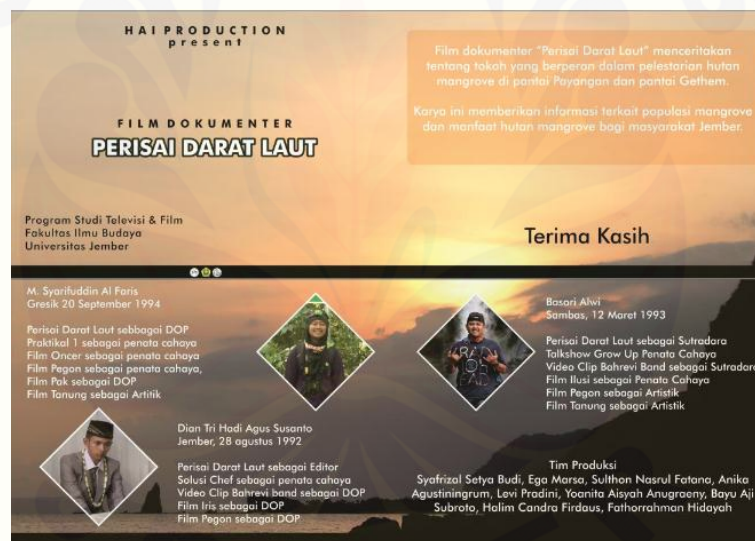 HAI PRODUCTION
present
FILM DOKUMENTER
PERISAI DARAT LAUT
Program Studi Televisi & Film
Fakultas Ilmu Budaya
Universitas Jember
Film dokumenter "Perisai Darat Laut" menceritakan
tentang tokoh yang berperan dalam pelestarian hutan
mangrove di pantai Payangan dan pantai Gethem.
Karya ini memberikan informasi terkait populasi mangrove
dan manfaat hutan mangrove bagi masyarakat Jember.
Terima Kasih
M. Syarifuddin Al Faris
Gresik 20 September 1994
Perisai Darat Laut sebbagai DOP
Praktikal 1 sebagai penata cahaya
Film Oncer sebagai penata cahaya
Film Pegon sebagai penata cahaya,
Film Pak sebagai DOP
Film Tanung sebagai Artitik
Dian Tri Hadi Agus Susanto
Jember, 28 agustus 1992
Perisai Darat Laut sebagai Editor
Solusi Chef sebagai penata cahaya
Video Clip Bahrevi band sebagai DOP
Film Iris sebagai DOP
Film Pegon sebagai DOP
Basori Alwi
Sambas, 12 Maret 1993
Perisai Darat Laut sebagai Sutradara
Talkshow Grow Up Penata Cahaya
Video Clip Bahrevi Band sebagai Sutradara
Film Ilusi sebagai Penata Cahaya
Film Pegon sebagai Artistik
Film Tanung sebagai Artistik
Tim Produksi
Syafrizal Setya Budi, Ega Marsa, Sulthon Nasrul Fatana, Anika
Agustiningrum, Levi Pradini, Yoanita Aisyah Anugraeny, Bayu Aji
Subroto, Halim Candra Firdaus, Fathorrahman Hidayah